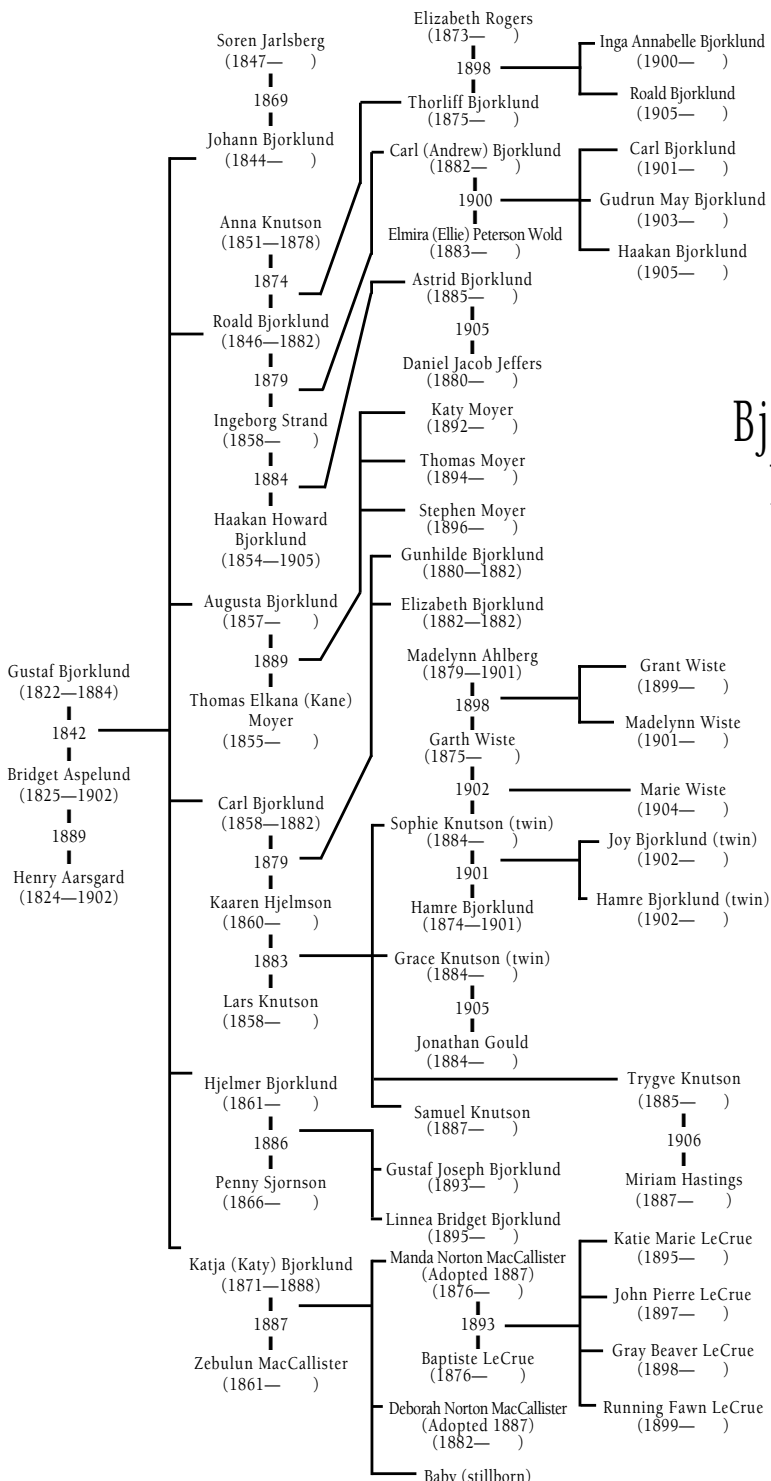 Gustaf Bjorklund
(1822—1884)
1842
Bridget Aspelund
(1825—1902)
1889
Henry Aarsgard
(1824—1902)
Soren Jarlsberg
(1847— )
1869
Johann Bjorklund
(1844— )
Anna Knutson
(1851—1878)
1874
Roald Bjorklund
(1846—1882)
1879
Ingeborg Strand
(1858— )
1884
Haakan Howard
Bjorklund
(1854—1905)
Augusta Bjorklund
(1857— )
1889
Thomas Elkana (Kane)
Moyer
(1855— )
Carl Bjorklund
(1858—1882)
1879
Kaaren Hjelmson
(1860— )
1883
Lars Knutson
(1858— )
Hjelmer Bjorklund
(1861— )
1886
Penny Sjornson
(1866— )
Katja (Katy) Bjorklund
(1871—1888)
1887
Zebulun MacCallister
(1861— )
Elizabeth Rogers
(1873— )
1898
Thorliff Bjorklund
(1875— )
Carl (Andrew) Bjorklund
(1882— )
1900
Elmira (Ellie) Peterson Wold
(1883— )
Astrid Bjorklund
(1885— )
1905
Daniel Jacob Jeffers
(1880— )
Katy Moyer
(1892— )
Thomas Moyer
(1894— )
Stephen Moyer
(1896— )
Gunhilde Bjorklund
(1880—1882)
Elizabeth Bjorklund
(1882—1882)
Madelynn Ahlberg
(1879—1901)
1898
Garth Wiste
(1875— )
1902
Sophie Knutson (twin)
(1884— )
1901
Hamre Bjorklund
(1874—1901)
Grace Knutson (twin)
(1884— )
1905
Jonathan Gould
(1884— )
Samuel Knutson
(1887— )
Gustaf Joseph Bjorklund
(1893— )
Linnea Bridget Bjorklund
(1895— )
Manda Norton MacCallister
(Adopted 1887)
(1876— )
1893
Baptiste LeCrue
(1876— )
Deborah Norton MacCallister
(Adopted 1887)
(1882— )
Baby (stillborn)
Inga Annabelle Bjorklund
(1900— )
Roald Bjorklund
(1905— )
Carl Bjorklund
(1901— )
Gudrun May Bjorklund
(1903— )
Haakan Bjorklund
(1905— )
Grant Wiste
(1899— )
Madelynn Wiste
(1901— )
Marie Wiste
(1904— )
Joy Bjorklund (twin)
(1902— )
Hamre Bjorklund (twin)
(1902— )
Trygve Knutson
(1885— )
1906
Miriam Hastings
(1887— )
Katie Marie LeCrue
(1895— )
John Pierre LeCrue
(1897— )
Gray Beaver LeCrue
(1898— )
Running Fawn LeCrue
(1899— )
Bj